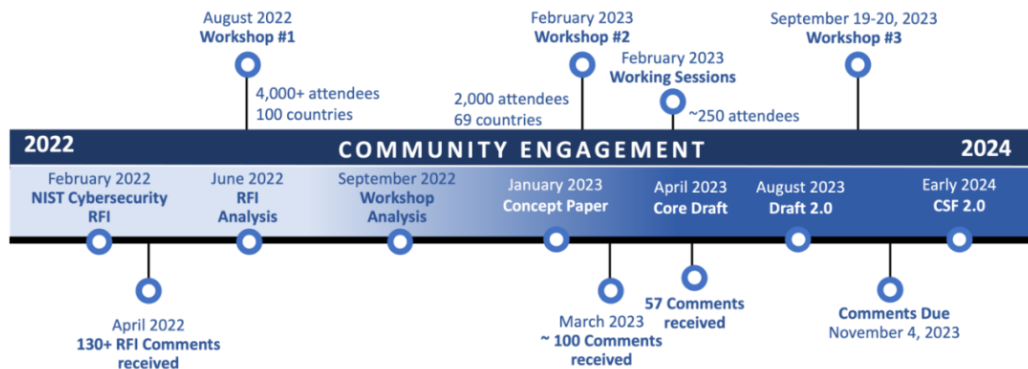 August 2022
Workshop #1
4,000+ attendees
100 countries
February 2023
Workshop #2
2,000 attendees
69 countries
February 2023
Working Sessions
~250 attendees
September 19-20, 2023
Workshop #3
2022
COMMUNITY ENGAGEMENT
2024
February 2022
NIST Cybersecurity
RFI
June 2022
RFI
Analysis
September 2022
Workshop
Analysis
January 2023
Concept Paper
April 2023
Core Draft
August 2023
Draft 2.0
Early 2024
CSF 2.0
April 2022
130+ RFI Comments
received
March 2023
~ 100 Comments
received
57 Comments
received
Comments Due
November 4, 2023